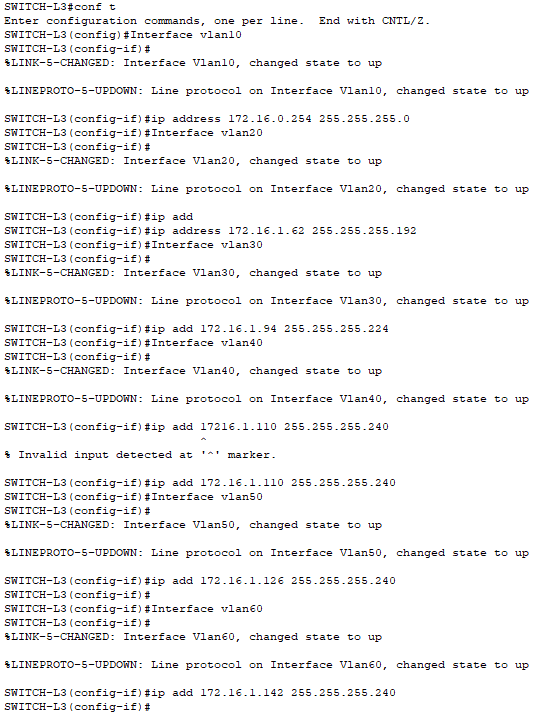 SWITCH-L3#conf t
Enter configuration commands, one per line.  End with CNTL/Z.
SWITCH-L3(config)#Interface vlan10
SWITCH-L3(config-if)#
%LINK-5-CHANGED: Interface Vlan10, changed state to up
%LINEPROTO-5-UPDOWN: Line protocol on Interface Vlan10, changed state to up
SWITCH-L3(config-if)#ip address 172.16.0.254 255.255.255.0
SWITCH-L3(config-if)#Interface vlan20
SWITCH-L3(config-if)#
%LINK-5-CHANGED: Interface Vlan20, changed state to up
%LINEPROTO-5-UPDOWN: Line protocol on Interface Vlan20, changed state to up
SWITCH-L3(config-if)#ip add
SWITCH-L3(config-if)#ip address 172.16.1.62 255.255.255.192
SWITCH-L3(config-if)#Interface vlan30
SWITCH-L3(config-if)#
%LINK-5-CHANGED: Interface Vlan30, changed state to up
%LINEPROTO-5-UPDOWN: Line protocol on Interface Vlan30, changed state to up
SWITCH-L3(config-if)#ip add 172.16.1.94 255.255.255.224
SWITCH-L3(config-if)#Interface vlan40
SWITCH-L3(config-if)#
%LINK-5-CHANGED: Interface Vlan40, changed state to up
%LINEPROTO-5-UPDOWN: Line protocol on Interface Vlan40, changed state to up
SWITCH-L3(config-if)#ip add 17216.1.110 255.255.255.240
^
% Invalid input detected at '^' marker.
SWITCH-L3(config-if)#ip add 172.16.1.110 255.255.255.240
SWITCH-L3(config-if)#Interface vlan50
SWITCH-L3(config-if)#
%LINK-5-CHANGED: Interface Vlan50, changed state to up
%LINEPROTO-5-UPDOWN: Line protocol on Interface Vlan50, changed state to up
SWITCH-L3(config-if)#ip add 172.16.1.126 255.255.255.240
SWITCH-L3(config-if)#
SWITCH-L3(config-if)#Interface vlan60
SWITCH-L3(config-if)#
%LINK-5-CHANGED: Interface Vlan60, changed state to up
%LINEPROTO-5-UPDOWN: Line protocol on Interface Vlan60, changed state to up
SWITCH-L3(config-if)#ip add 172.16.1.142 255.255.255.240
SWITCH-L3(config-if)#